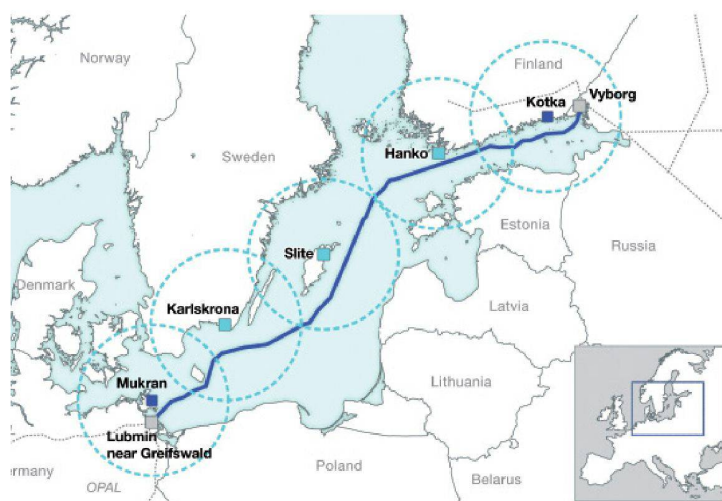 Norway
Finland
Kotka
Vyborg
Hanko
Sweden
Estonia
Russia
Slite
Denmark
Karlskrona
Latvia
Mukran
Lithuania
Lubmin
near Greifswald
Poland
ermany
OPAL
Belarus